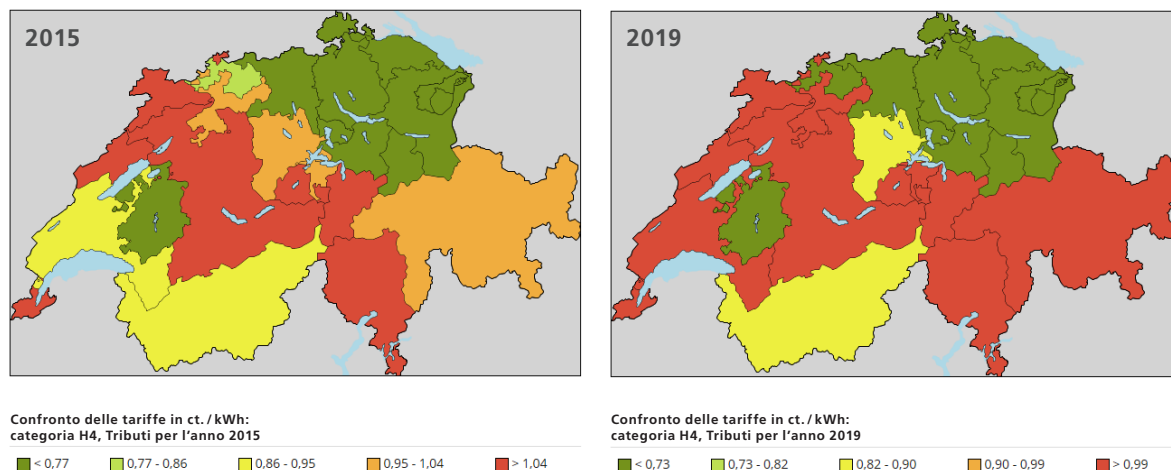 2015
Confronto delle tariffe in ct. / kWh:
categoria H4, Tributi per l'anno 2015
< 0,77 0,77 - 0,86 0,86 - 0,95 0,95 - 1,04 > 1,04
2019
Confronto delle tariffe in ct. / kWh:
categoria H4, Tributi per l'anno 2019
< 0,73 0,73 - 0,82 0,82 - 0,90 0,90 - 0,99 > 0,99